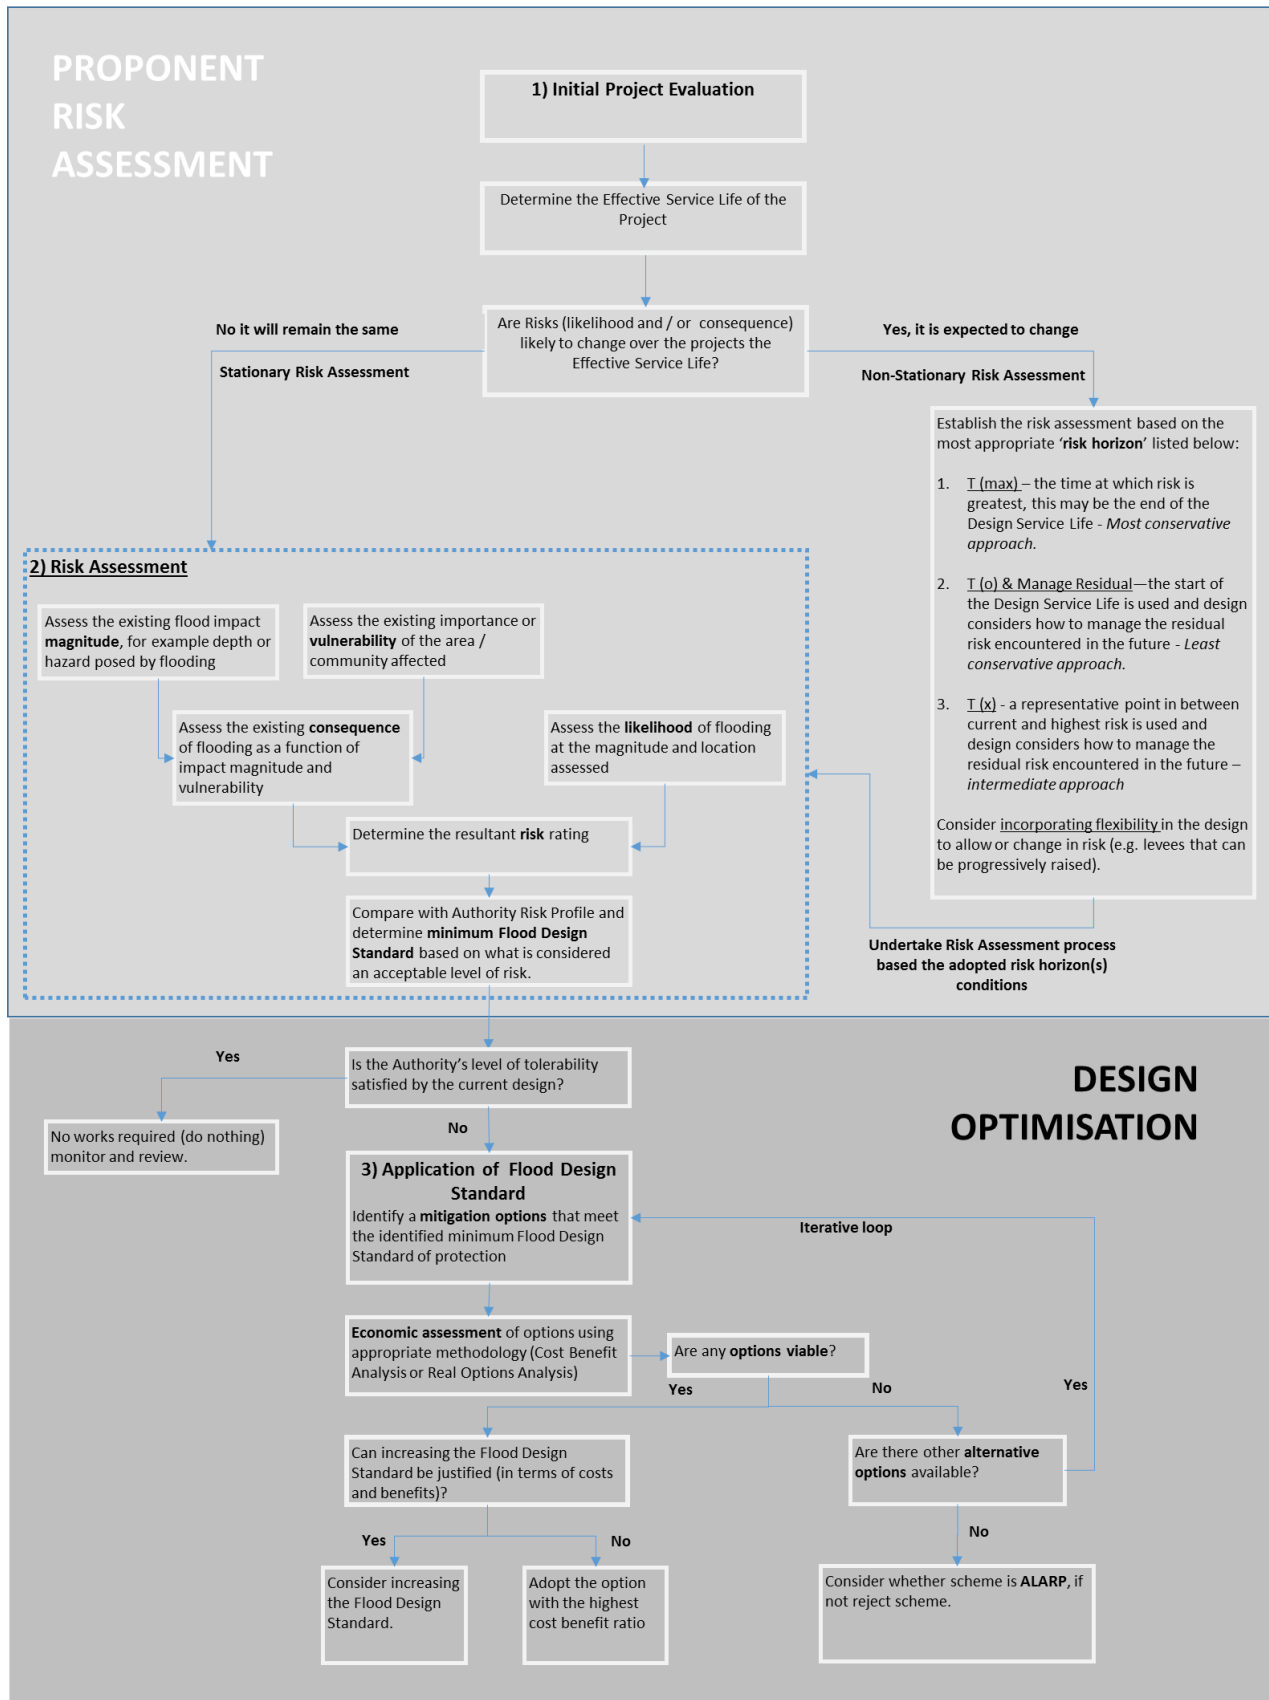 PROPONENT
RISK
ASSESSMENT
1) Initial Project Evaluation
Determine the Effective Service Life of the
Project
Are Risks (likelihood and / or consequence)
likely to change over the projects the
Effective Service Life?
No it will remain the same
Stationary Risk Assessment
Yes, it is expected to change
Non-Stationary Risk Assessment
Establish the risk assessment based on the
most appropriate ‘risk horizon’ listed below:
1. T (max) – the time at which risk is
greatest, this may be the end of the
Design Service Life - Most conservative
approach.
2. T (o) & Manage Residual—the start of
the Design Service Life is used and design
considers how to manage the residual
risk encountered in the future - Least
conservative approach.
3. T (x) - a representative point in between
current and highest risk is used and
design considers how to manage the
residual risk encountered in the future –
intermediate approach
Consider incorporating flexibility in the design
to allow or change in risk (e.g. levees that can
be progressively raised).
Undertake Risk Assessment process
based the adopted risk horizon(s)
conditions
2) Risk Assessment
Assess the existing flood impact
magnitude, for example depth or
hazard posed by flooding
Assess the existing importance or
vulnerability of the area /
community affected
Assess the existing consequence
of flooding as a function of
impact magnitude and
vulnerability
Assess the likelihood of flooding
at the magnitude and location
assessed
Determine the resultant risk rating
Compare with Authority Risk Profile and
determine minimum Flood Design
Standard based on what is considered
an acceptable level of risk.
DESIGN
OPTIMISATION
Is the Authority’s level of tolerability
satisfied by the current design?
Yes
No works required (do nothing)
monitor and review.
No
3) Application of Flood Design
Standard
Identify a mitigation options that meet
the identified minimum Flood Design
Standard of protection
Iterative loop
Economic assessment of options using
appropriate methodology (Cost Benefit
Analysis or Real Options Analysis)
Are any options viable?
Yes
No
Yes
Can increasing the Flood Design
Standard be justified (in terms of costs
and benefits)?
Are there other alternative
options available?
Yes
No
No
Consider increasing
the Flood Design
Standard.
Adopt the option
with the highest
cost benefit ratio
Consider whether scheme is ALARP, if
not reject scheme.